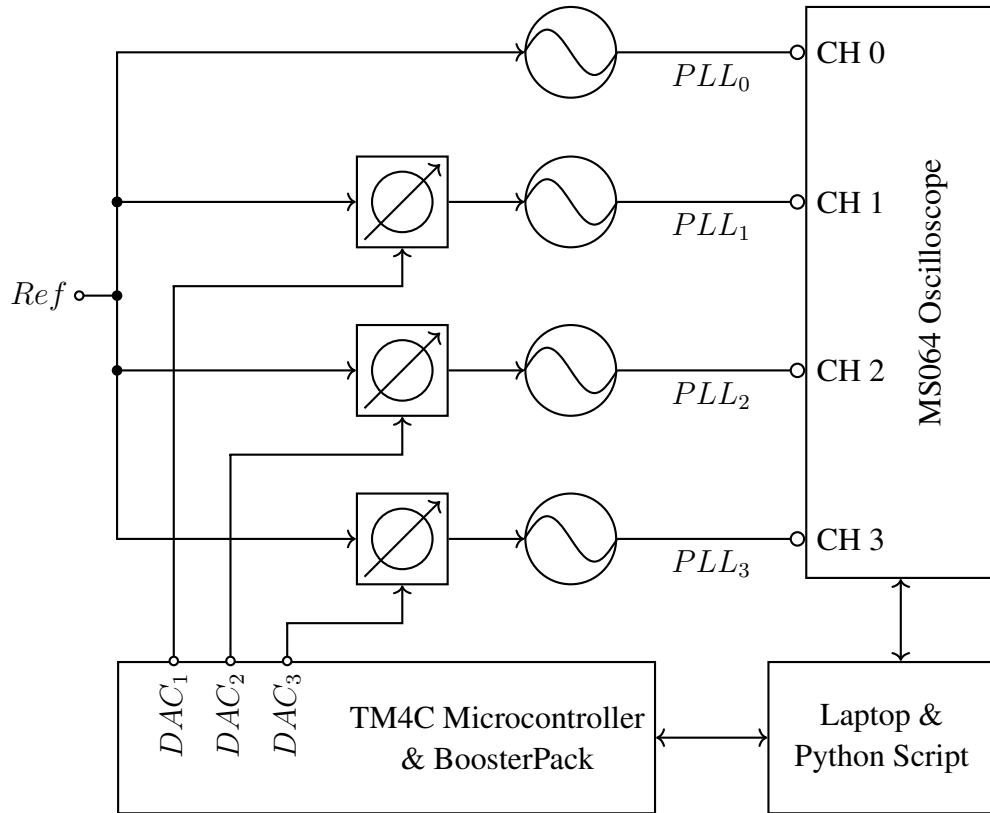 CH 0
PLL₀
CH 1
PLL₁
Ref
MS064 Oscilloscope
CH 2
PLL₂
CH 3
PLL₃
DAC₁
DAC₂
DAC₃
TM4C Microcontroller
& BoosterPack
Laptop &
Python Script